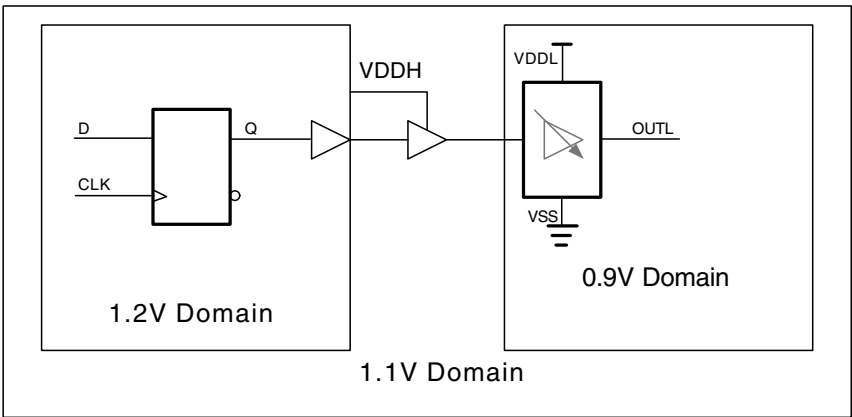 VDDH
VDDL
D
Q
OUTL
CLK
VSS
0.9V Domain
1.2V Domain
1.1V Domain